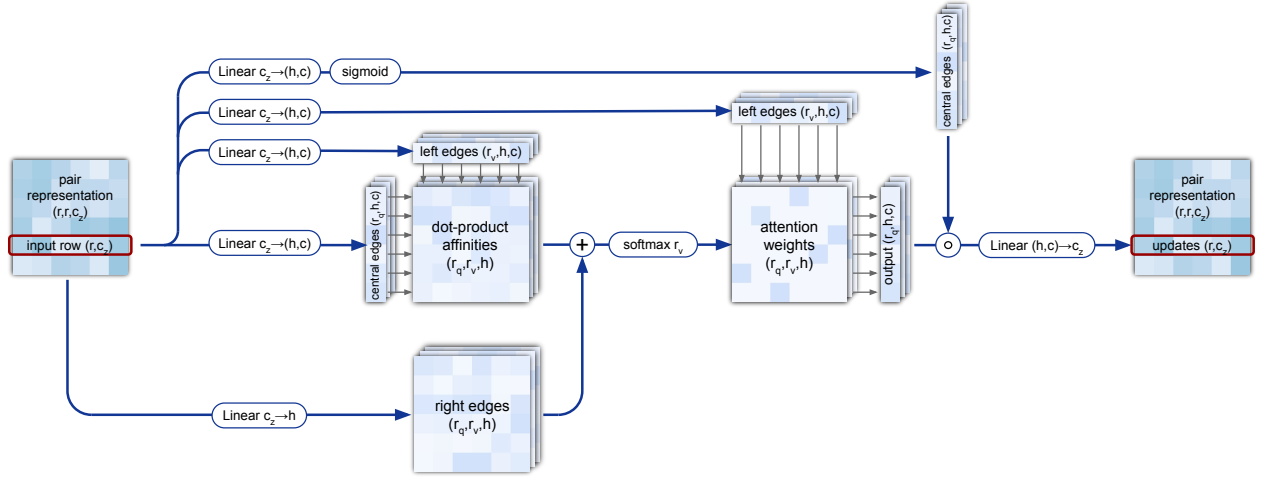 pair
representation
(r,r,c_z)
input row (r,c_z)
Linear c_z→(h,c)
sigmoid
central edges (r_q,h,c)
Linear c_z→(h,c)
left edges (r_v,h,c)
Linear c_z→(h,c)
left edges (r_v,h,c)
Linear c_z→(h,c)
central edges (r_q,h,c)
dot-product
affinities
(r_q,r_v,h)
+
softmax r_v
attention
weights
(r_q,r_v,h)
output (r_q,h,c)
Linear (h,c)→c_z
pair
representation
(r,r,c_z)
updates (r,c_z)
Linear c_z→h
right edges
(r_q,r_v,h)